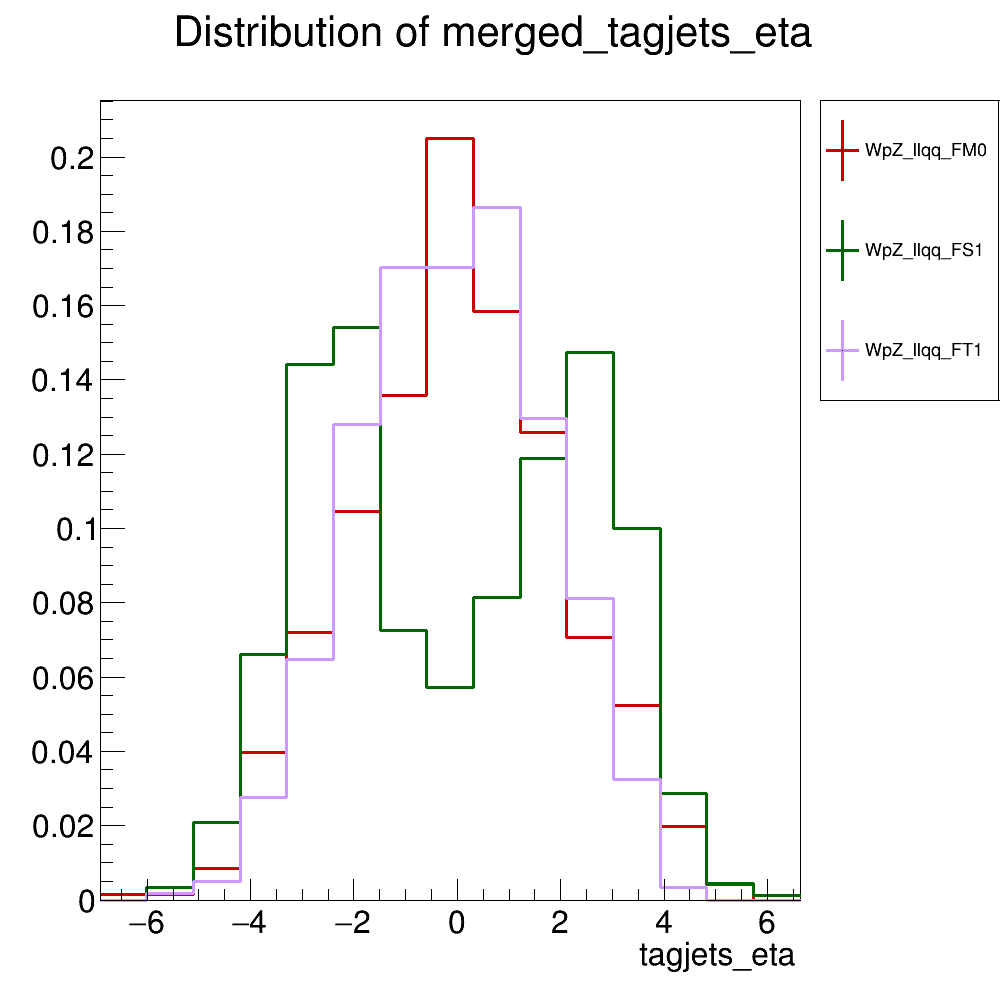 Distribution of merged_tagjets_eta
WpZ_llqq_FM0
WpZ_llqq_FS1
WpZ_llqq_FT1
0.2
0.18
0.16
0.14
0.12
0.1
0.08
0.06
0.04
0.02
0
−6 −4 −2 0 2 4 6
tagjets_eta